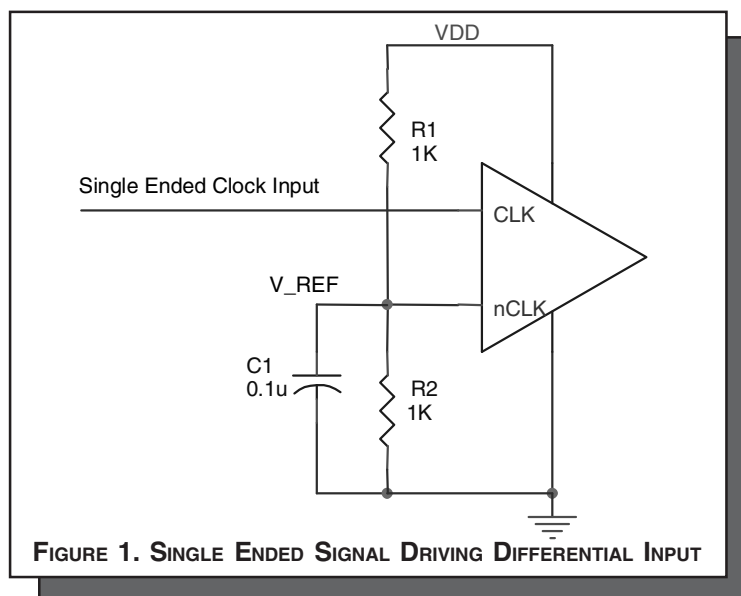 VDD
R1
1K
Single Ended Clock Input
CLK
V_REF
nCLK
C1
0.1u
R2
1K
FIGURE 1. SINGLE ENDED SIGNAL DRIVING DIFFERENTIAL INPUT